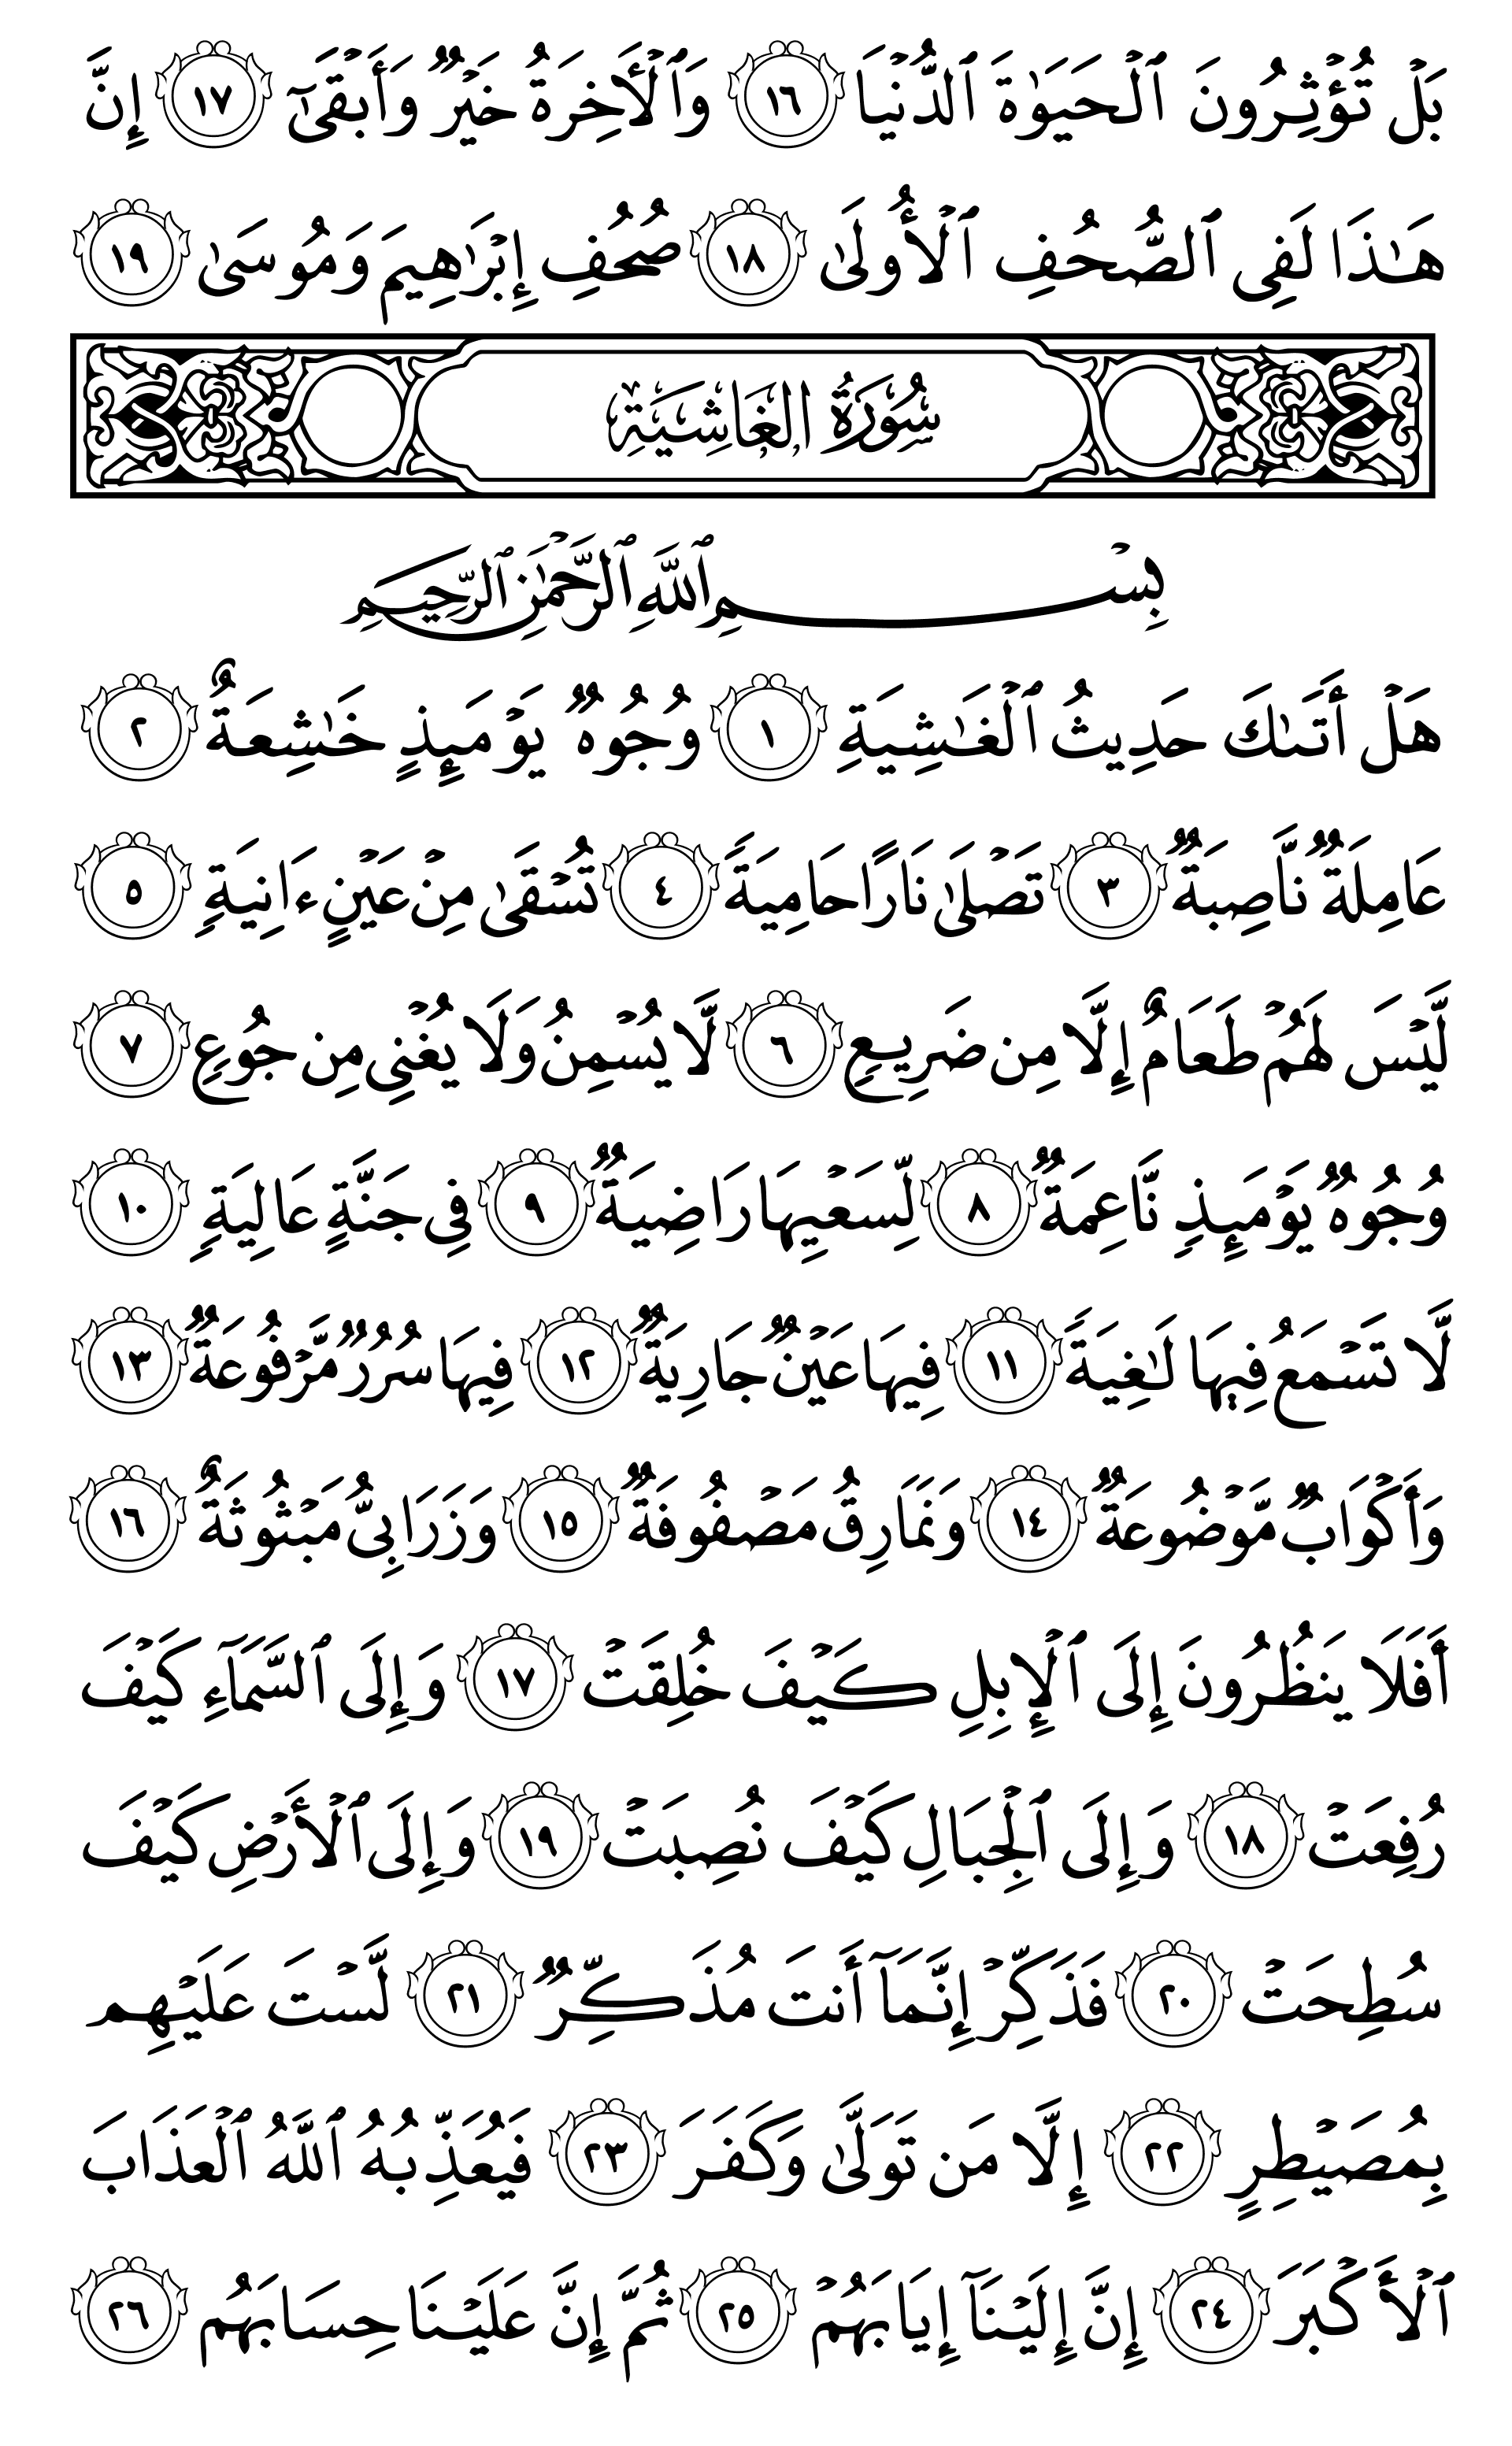 بَلۡ تُؤۡثِرُونَ ٱلۡحَيَوٰةَ ٱلدُّنۡيَا ١٦ وَٱلۡأٓخِرَةُ خَيۡرٞ وَأَبۡقَىٰٓ ١٧ إِنَّ
هَٰذَا لَفِي ٱلصُّحُفِ ٱلۡأُولَىٰ ١٨ صُحُفِ إِبۡرَٰهِيمَ وَمُوسَىٰ ١٩
سُورَةُ الغَاشِيَةِ
بِسۡمِ ٱللَّهِ ٱلرَّحۡمَٰنِ ٱلرَّحِيمِ
هَلۡ أَتَىٰكَ حَدِيثُ ٱلۡغَٰشِيَةِ ١ وُجُوهٞ يَوۡمَئِذٍ خَٰشِعَةٌ ٢
عَامِلَةٞ نَّاصِبَةٞ ٣ تَصۡلَىٰ نَارًا حَامِيَةٗ ٤ تُسۡقَىٰ مِنۡ عَيۡنٍ ءَانِيَةٖ ٥
لَّيۡسَ لَهُمۡ طَعَامٌ إِلَّا مِن ضَرِيعٖ ٦ لَّا يُسۡمِنُ وَلَا يُغۡنِي مِن جُوعٖ ٧
وُجُوهٞ يَوۡمَئِذٖ نَّاعِمَةٞ ٨ لِّسَعۡيِهَا رَاضِيَةٞ ٩ فِي جَنَّةٍ عَالِيَةٖ ١٠
لَّا تَسۡمَعُ فِيهَا لَٰغِيَةٗ ١١ فِيهَا عَيۡنٞ جَارِيَةٞ ١٢ فِيهَا سُرُرٞ مَّرۡفُوعَةٞ ١٣
وَأَكۡوَابٞ مَّوۡضُوعَةٞ ١٤ وَنَمَارِقُ مَصۡفُوفَةٞ ١٥ وَزَرَابِيُّ مَبۡثُوثَةٌ ١٦
أَفَلَا يَنظُرُونَ إِلَى ٱلۡإِبِلِ كَيۡفَ خُلِقَتۡ ١٧ وَإِلَى ٱلسَّمَآءِ كَيۡفَ
رُفِعَتۡ ١٨ وَإِلَى ٱلۡجِبَالِ كَيۡفَ نُصِبَتۡ ١٩ وَإِلَى ٱلۡأَرۡضِ كَيۡفَ
سُطِحَتۡ ٢٠ فَذَكِّرۡ إِنَّمَآ أَنتَ مُذَكِّرٞ ٢١ لَّسۡتَ عَلَيۡهِم
بِمُصَيۡطِرٍ ٢٢ إِلَّا مَن تَوَلَّىٰ وَكَفَرَ ٢٣ فَيُعَذِّبُهُ ٱللَّهُ ٱلۡعَذَابَ
ٱلۡأَكۡبَرَ ٢٤ إِنَّ إِلَيۡنَآ إِيَابَهُمۡ ٢٥ ثُمَّ إِنَّ عَلَيۡنَا حِسَابَهُم ٢٦